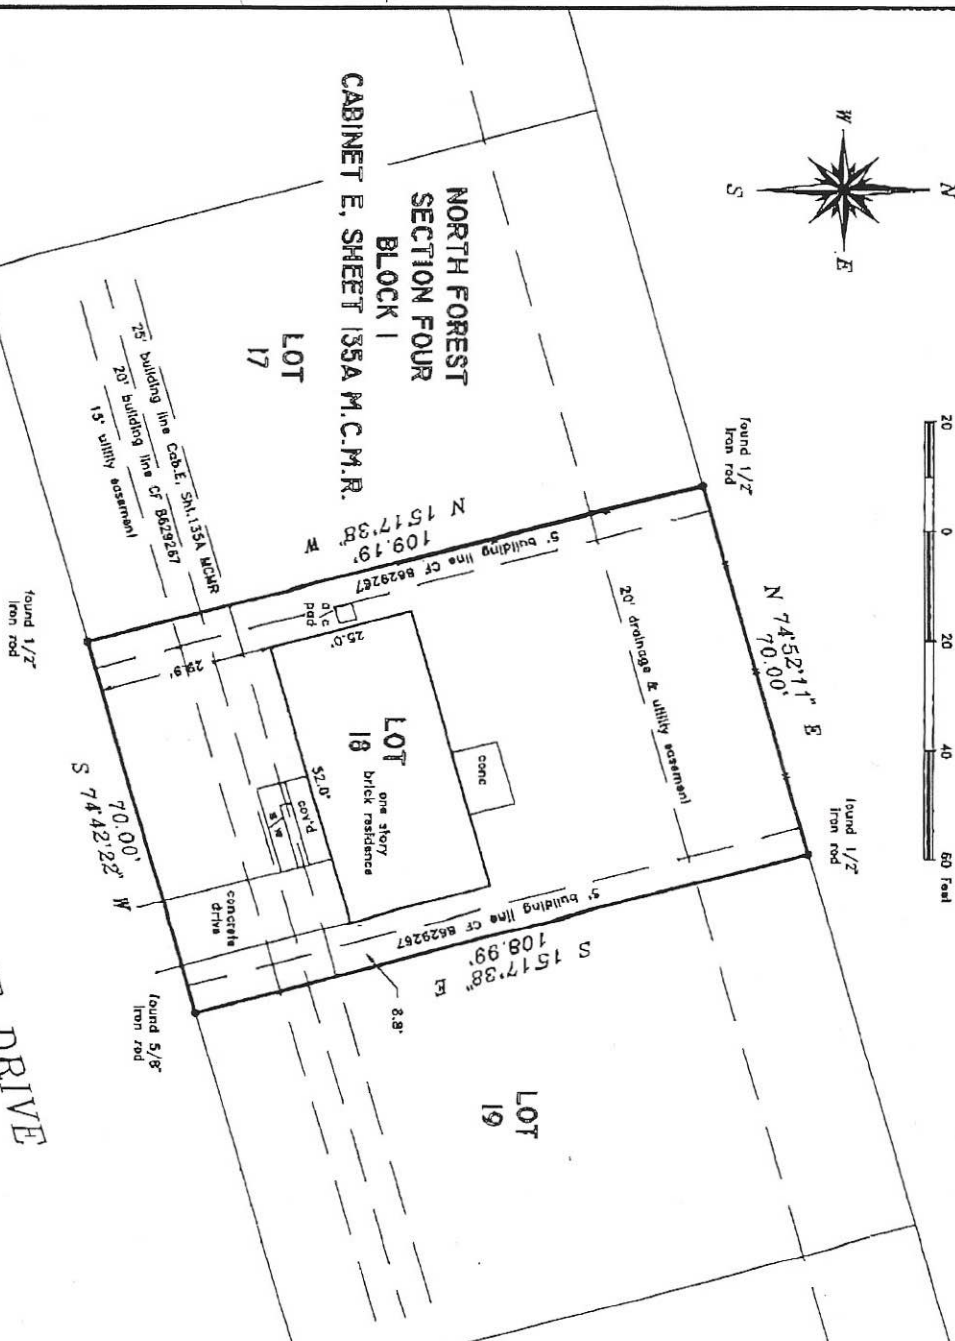 N
W
E
S
20
0
20
40
60 Feet
NORTH FOREST
SECTION FOUR
BLOCK 1
CABINET E, SHEET 135A M.C.M.R.
LOT
17
found 1/2"
iron rod
N 74°52'11" E
70.00'
found 1/2"
iron rod
20' drainage & utility easement
N 15°17'38" W
109.19'
5' building line CF 8629267
a/c
pad
25.0'
conc
LOT
18
one story
brick residence
52.0'
cov'd
s/w
29.9'
concrete
drive
5' building line CF 8629267
S 15°17'38" E
108.99'
8.8'
LOT
19
25' building line Cab.E, Sht.135A MCMR
20' building line CF 8629267
15' utility easement
found 1/2"
iron rod
70.00'
S 74°42'22" W
found 5/8"
iron rod
DRIVE